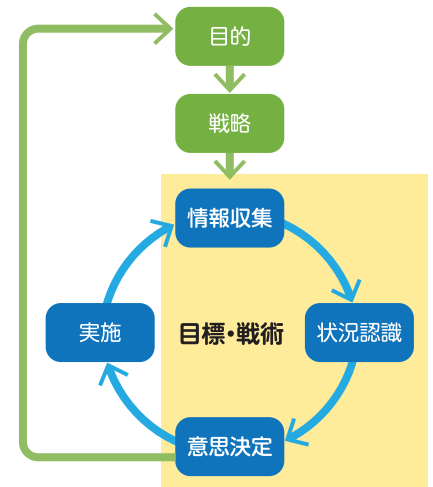 目的
戦略
情報収集
実施
目標・戦術
状況認識
意思決定